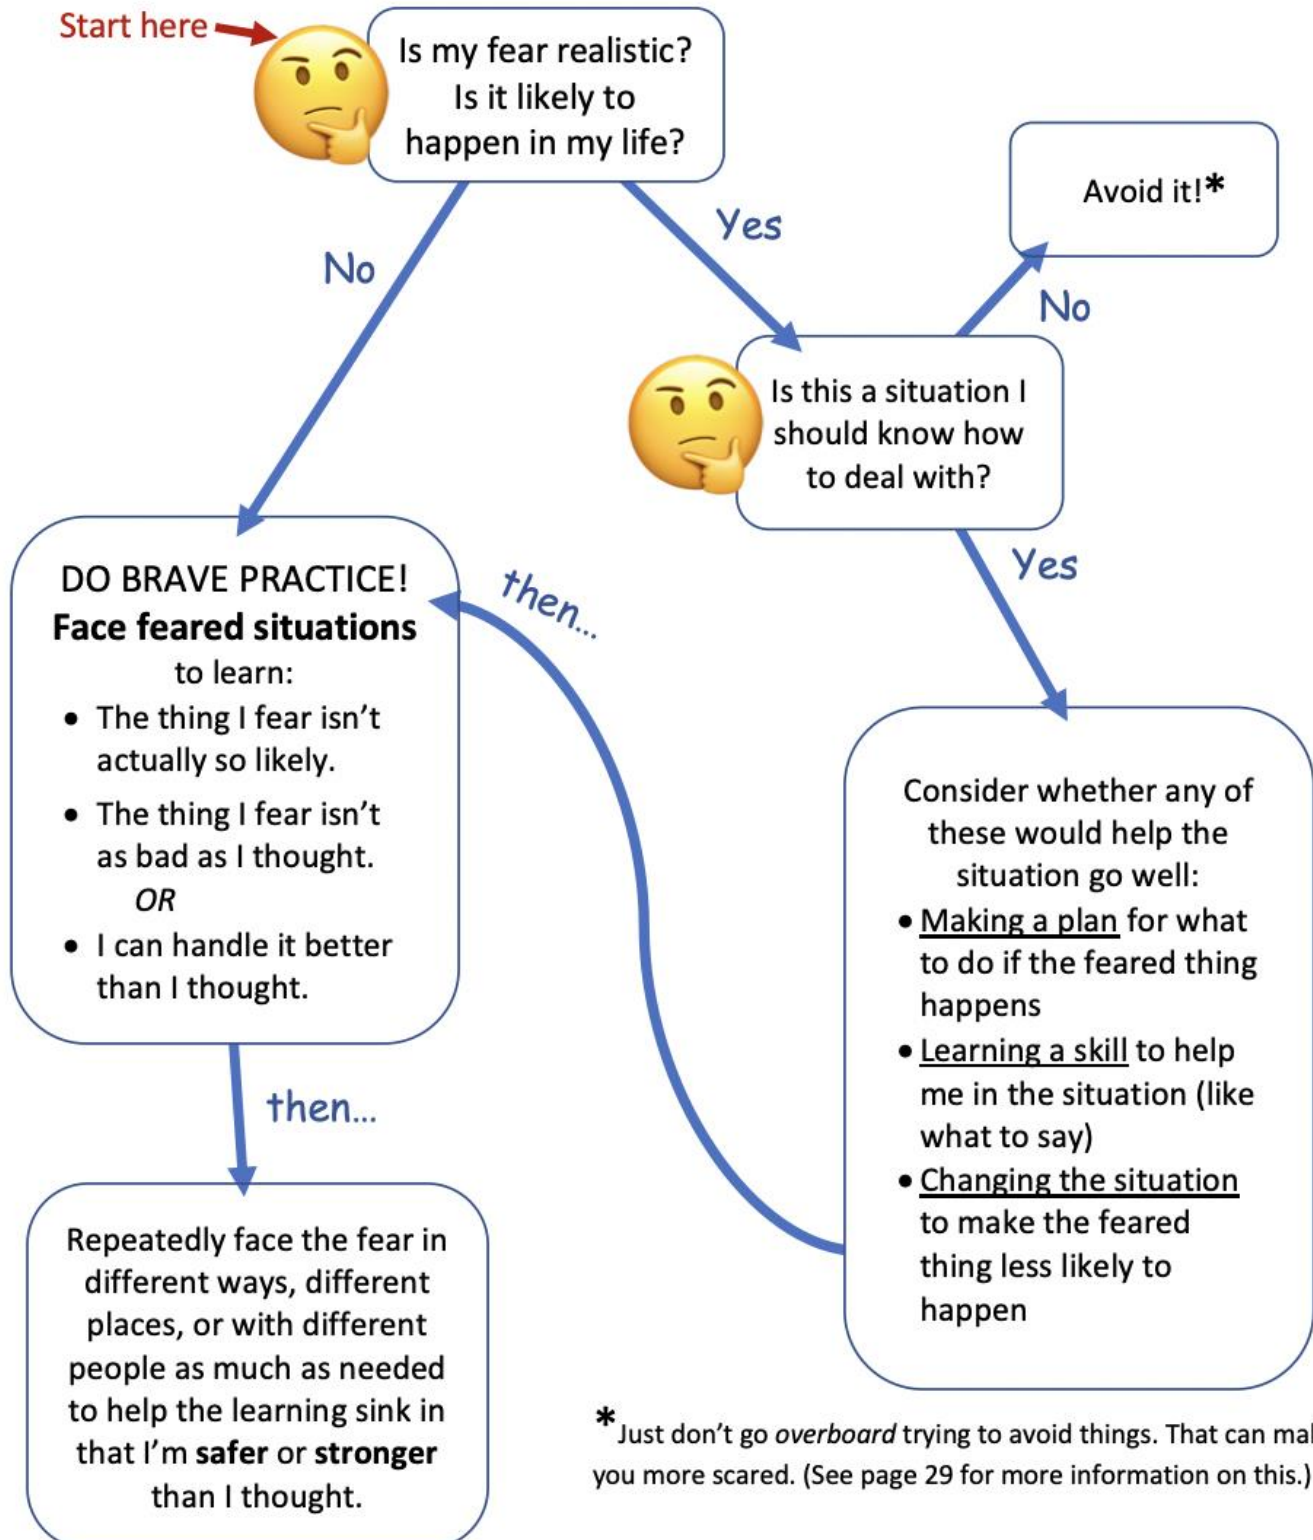 Start here
Is my fear realistic?
Is it likely to
happen in my life?
No
Yes
Avoid it!*
No
Is this a situation I
should know how
to deal with?
Yes
DO BRAVE PRACTICE!
Face feared situations
to learn:
• The thing I fear isn't
actually so likely.
• The thing I fear isn't
as bad as I thought.
OR
• I can handle it better
than I thought.
then...
then...
Consider whether any of
these would help the
situation go well:
• Making a plan for what
to do if the feared thing
happens
• Learning a skill to help
me in the situation (like
what to say)
• Changing the situation
to make the feared
thing less likely to
happen
Repeatedly face the fear in
different ways, different
places, or with different
people as much as needed
to help the learning sink in
that I'm safer or stronger
than I thought.
*Just don't go overboard trying to avoid things. That can mak
you more scared. (See page 29 for more information on this.)